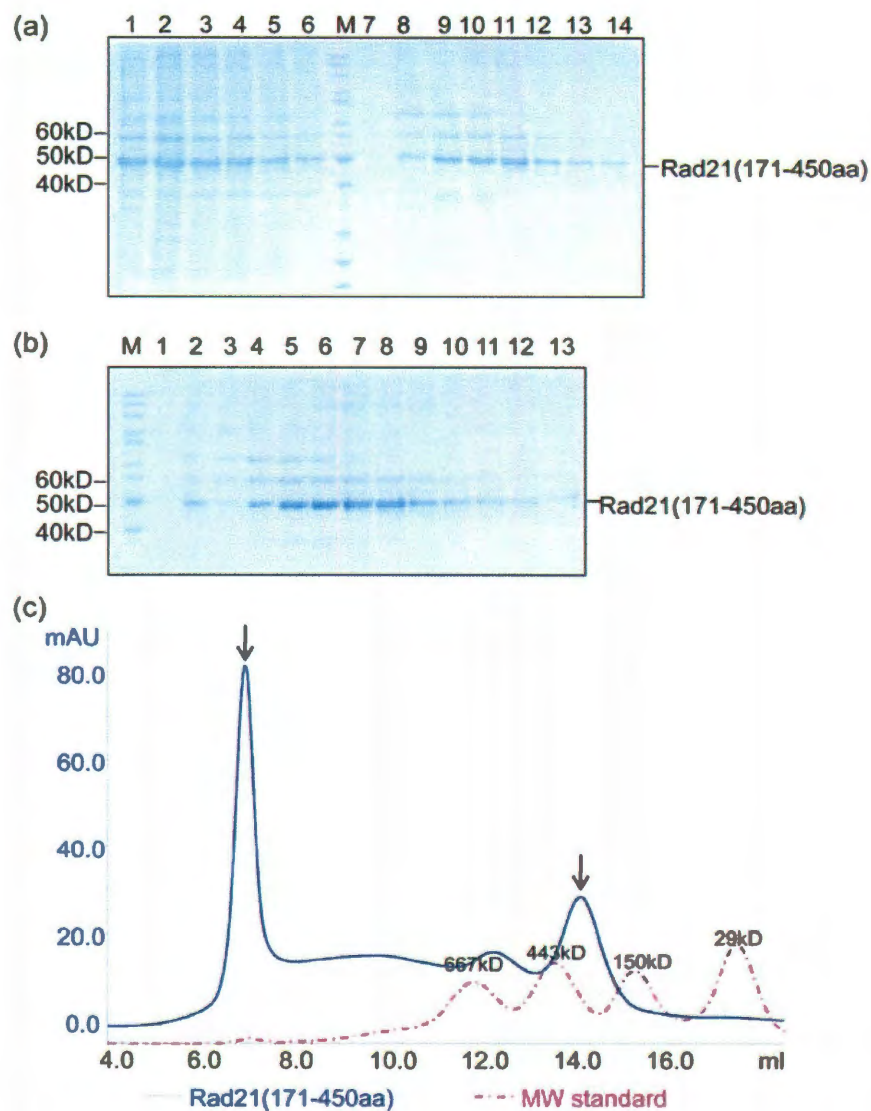 (a)
1 2 3 4 5 6 M 7 8 9 10 11 12 13 14
60kD
50kD
40kD
Rad21(171-450aa)
(b)
M 1 2 3 4 5 6 7 8 9 10 11 12 13
60kD
50kD
40kD
Rad21(171-450aa)
(c)
mAU
80.0
60.0
40.0
20.0
0.0
667kD 443kD 150kD 29kD
4.0 6.0 8.0 10.0 12.0 14.0 16.0 ml
Rad21(171-450aa) MW standard